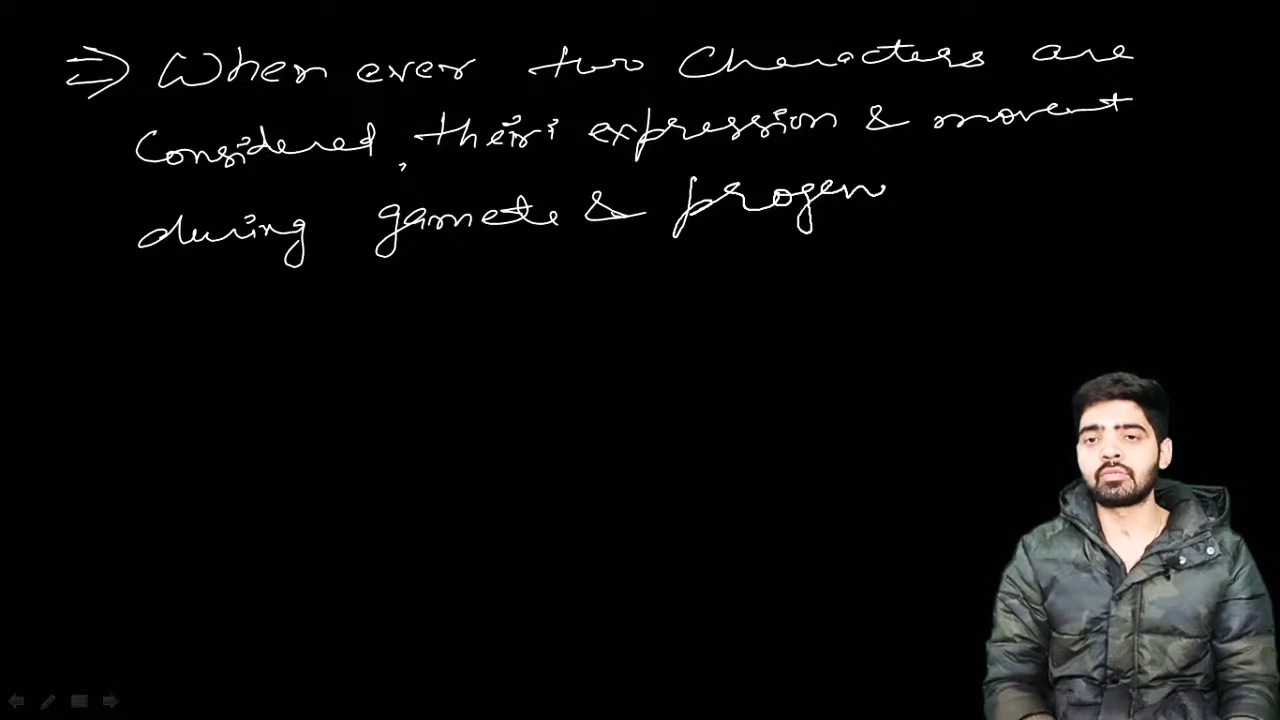 ⇒ When ever two Characters are
Considered, their expression & movent
during gamete & progen